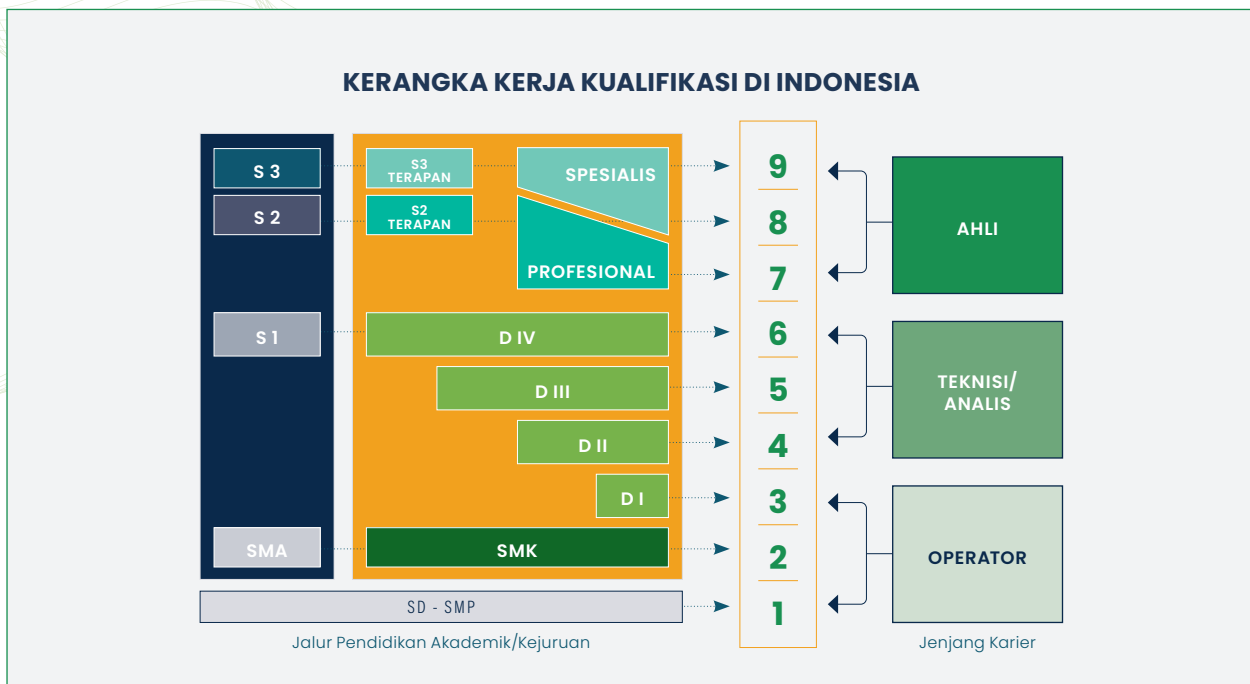 KERANGKA KERJA KUALIFIKASI DI INDONESIA
S 3
S3
TERAPAN
SPESIALIS
9
S 2
S2
TERAPAN
8
AHLI
PROFESIONAL
7
S 1
D IV
6
D III
5
TEKNISI/
ANALIS
D II
4
D I
3
SMA
SMK
2
OPERATOR
SD - SMP
1
Jalur Pendidikan Akademik/Kejuruan
Jenjang Karier